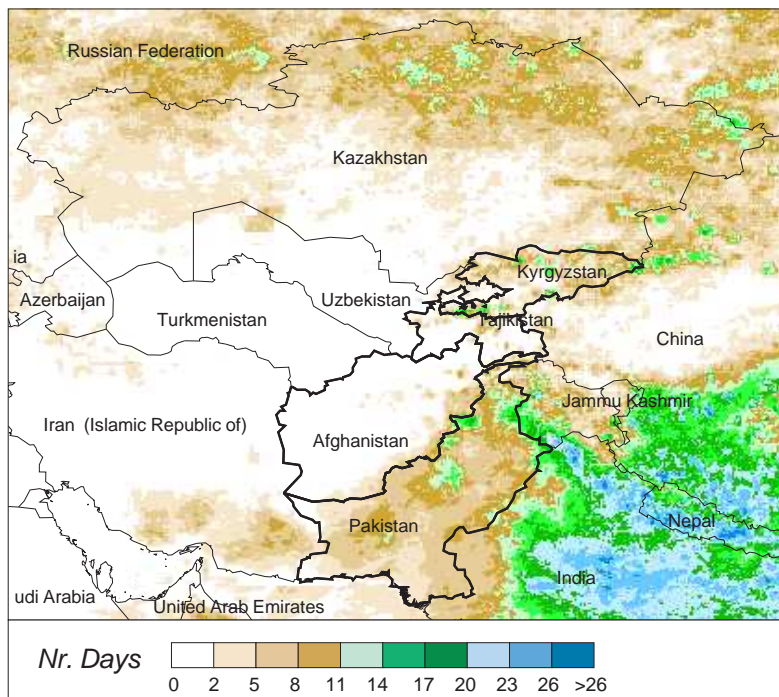 Russian Federation
Kazakhstan
ia
Kyrgyzstan
Azerbaijan
Uzbekistan
Turkmenistan
Tajikistan
China
Jammu Kashmir
Iran (Islamic Republic of)
Afghanistan
Pakistan
Nepal
India
udi Arabia
United Arab Emirates
Nr. Days
0 2 5 8 11 14 17 20 23 26 >26